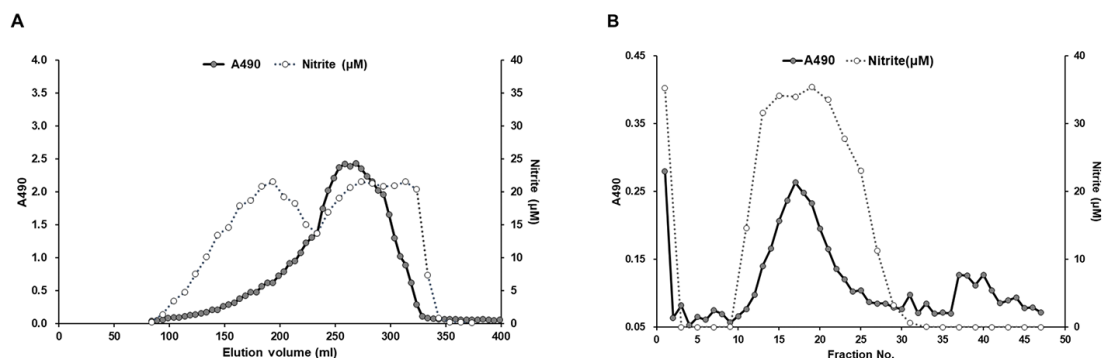 A
A490 Nitrite (µM)
4.0
3.5
3.0
2.5
2.0
1.5
1.0
0.5
0.0
A490
40
35
30
25
20
15
10
5
0
Nitrite (µM)
0 50 100 150 200 250 300 350 400
Elution volume (ml)
B
A490 Nitrite(µM)
0.45
0.35
0.25
0.15
0.05
A490
40
30
20
10
0
Nitrite (µM)
0 5 10 15 20 25 30 35 40 45 50
Fraction No.